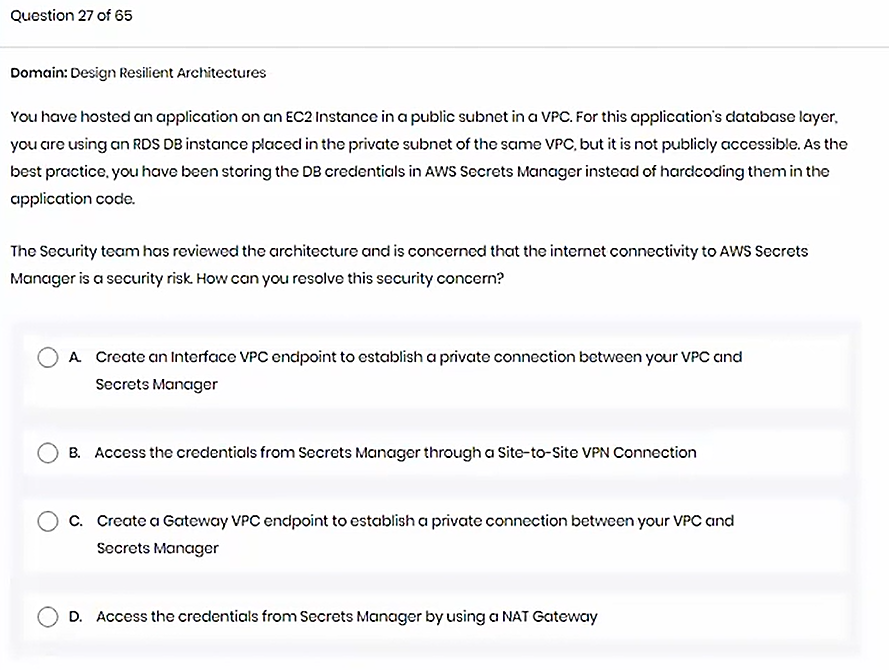 Question 27 of 65
Domain: Design Resilient Architectures
You have hosted an application on an EC2 Instance in a public subnet in a VPC. For this application's database layer,
you are using an RDS DB instance placed in the private subnet of the same VPC, but it is not publicly accessible. As the
best practice, you have been storing the DB credentials in AWS Secrets Manager instead of hardcoding them in the
application code.
The Security team has reviewed the architecture and is concerned that the internet connectivity to AWS Secrets
Manager is a security risk. How can you resolve this security concern?
A. Create an Interface VPC endpoint to establish a private connection between your VPC and
Secrets Manager
B. Access the credentials from Secrets Manager through a Site-to-Site VPN Connection
C. Create a Gateway VPC endpoint to establish a private connection between your VPC and
Secrets Manager
D. Access the credentials from Secrets Manager by using a NAT Gateway